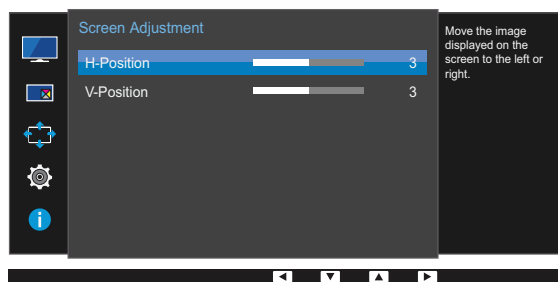 Screen Adjustment
H-Position 3
V-Position 3
Move the image
displayed on the
screen to the left or
right.